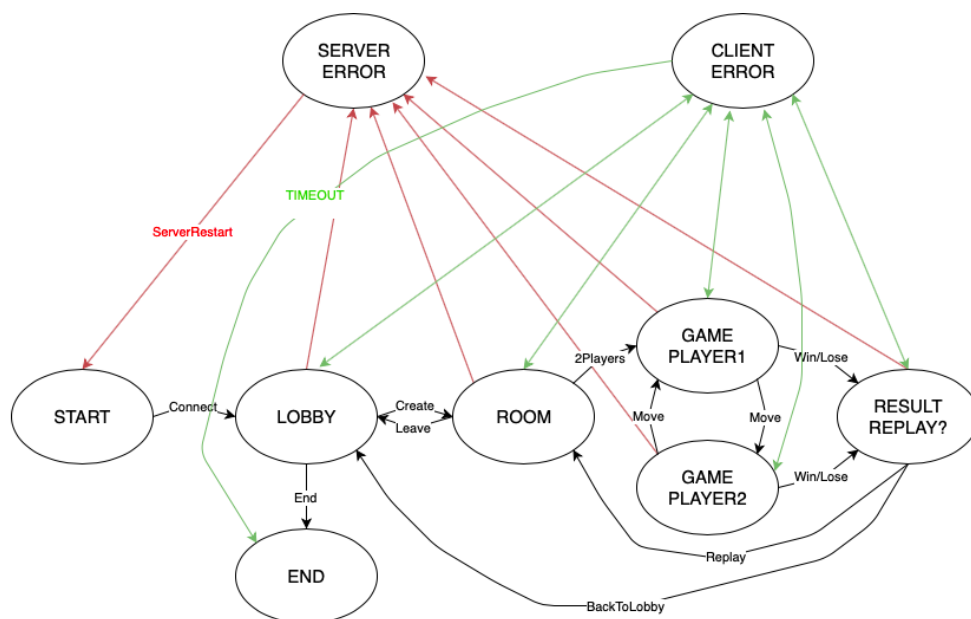 SERVER
ERROR
CLIENT
ERROR
TIMEOUT
ServerRestart
START
Connect
LOBBY
Create
Leave
ROOM
2Players
GAME
PLAYER1
Win/Lose
RESULT
REPLAY?
Move
Move
GAME
PLAYER2
Win/Lose
End
END
Replay
BackToLobby